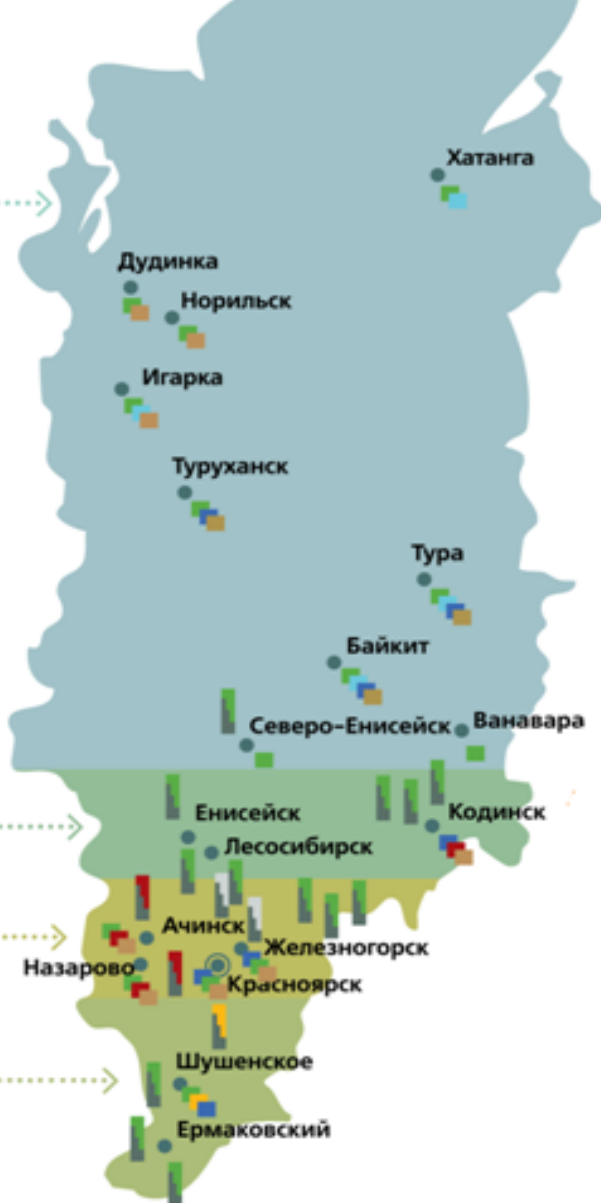 Хатанга
Дудинка
Норильск
Игарка
Туруханск
Тура
Байкит
Северо-Енисейск
Ванавара
Енисейск
Кодинск
Лесосибирск
Ачинск
Железногорск
Назарово
Красноярск
Шушенское
Ермаковский